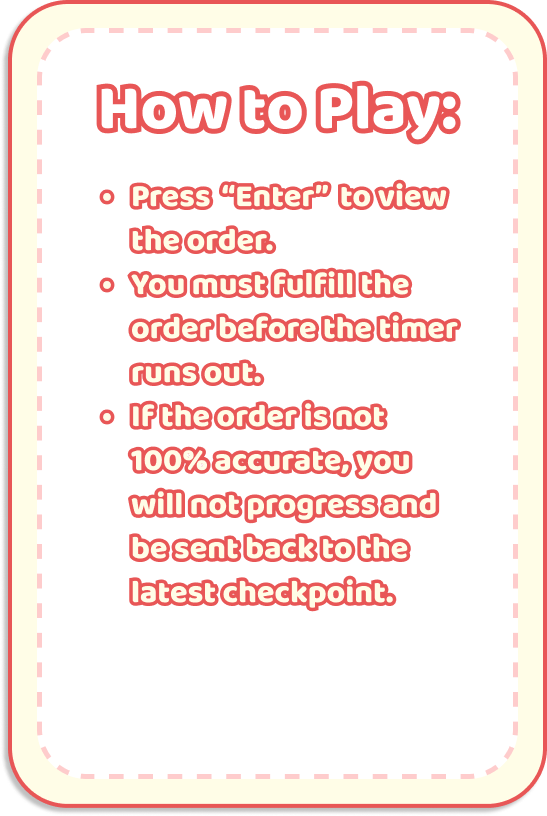 How to Play:
• Press “Enter” to view
the order.
• You must fulfill the
order before the timer
runs out.
• If the order is not
100% accurate, you
will not progress and
be sent back to the
latest checkpoint.